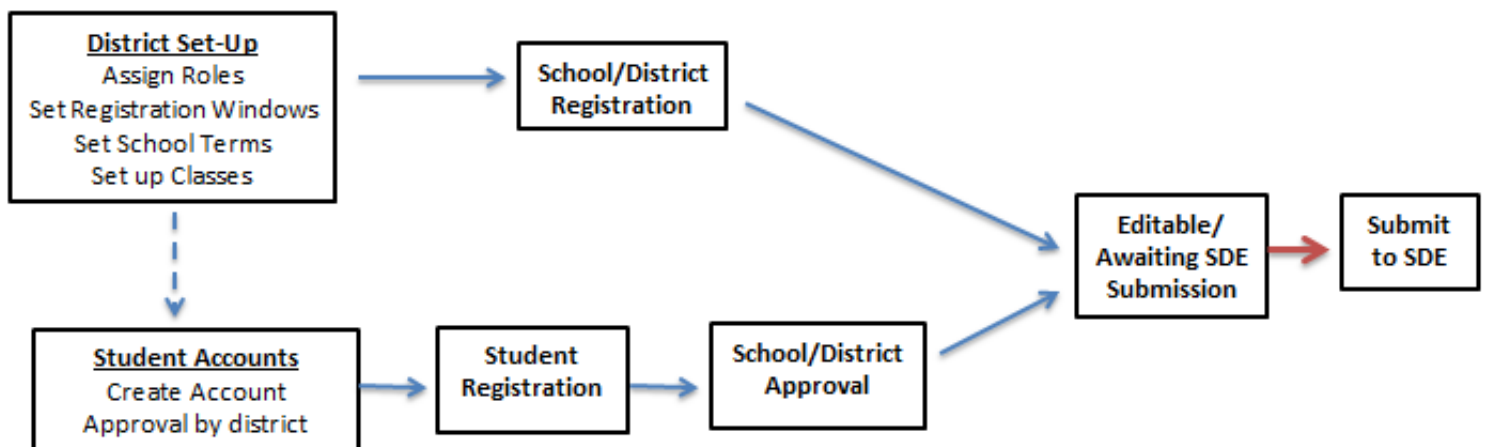 District Set-Up
Assign Roles
Set Registration Windows
Set School Terms
Set up Classes
School/District
Registration
Student Accounts
Create Account
Approval by district
Student
Registration
School/District
Approval
Editable/
Awaiting SDE
Submission
Submit
to SDE